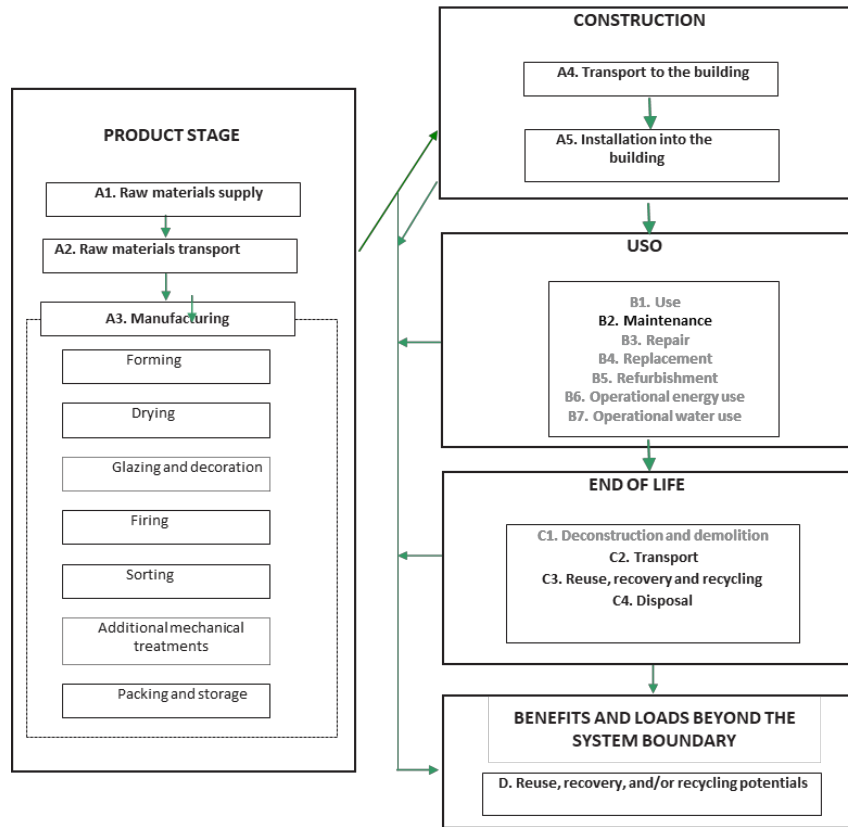 PRODUCT STAGE
A1. Raw materials supply
A2. Raw materials transport
A3. Manufacturing
Forming
Drying
Glazing and decoration
Firing
Sorting
Additional mechanical
treatments
Packing and storage
CONSTRUCTION
A4. Transport to the building
A5. Installation into the
building
USO
B1. Use
B2. Maintenance
B3. Repair
B4. Replacement
B5. Refurbishment
B6. Operational energy use
B7. Operational water use
END OF LIFE
C1. Deconstruction and demolition
C2. Transport
C3. Reuse, recovery and recycling
C4. Disposal
BENEFITS AND LOADS BEYOND THE
SYSTEM BOUNDARY
D. Reuse, recovery, and/or recycling potentials